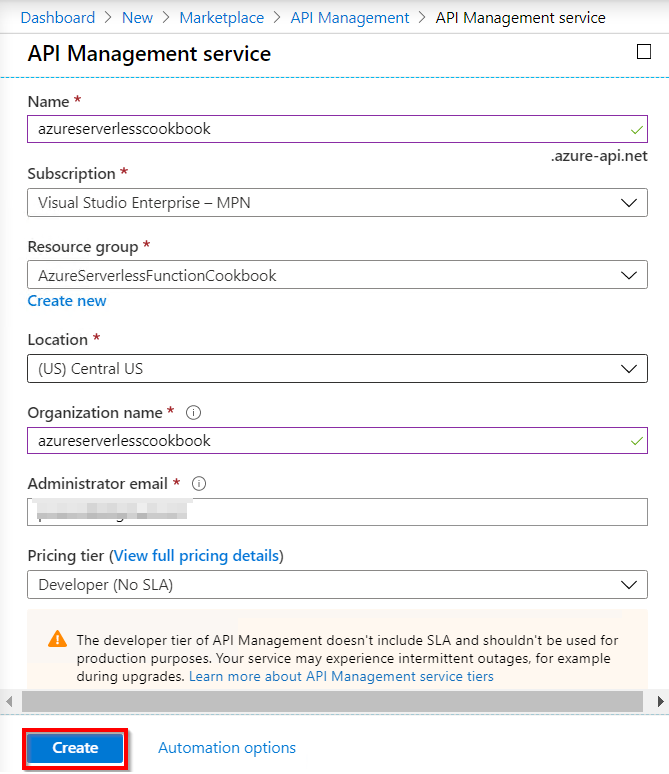 Dashboard > New > Marketplace > API Management > API Management service
API Management service
Name *
azureserverlesscookbook
.azure-api.net
Subscription *
Visual Studio Enterprise – MPN
Resource group *
AzureServerlessFunctionCookbook
Create new
Location *
(US) Central US
Organization name *
azureserverlesscookbook
Administrator email *
Pricing tier (View full pricing details)
Developer (No SLA)
The developer tier of API Management doesn't include SLA and shouldn't be used for
production purposes. Your service may experience intermittent outages, for example
during upgrades. Learn more about API Management service tiers
Create
Automation options